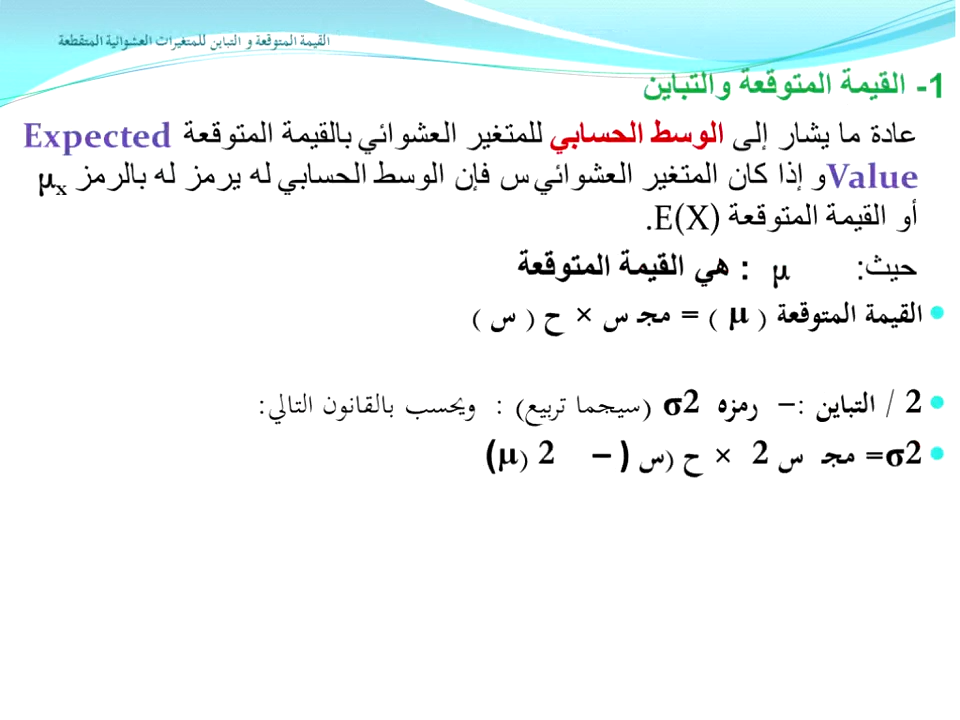 القيمة المتوقعة و التباين للمتغيرات العشوائية المتقطعة
1- القيمة المتوقعة والتباين
عادة ما يشار إلى الوسط الحسابي للمتغير العشوائي بالقيمة المتوقعة Expected
Value و إذا كان المتغير العشوائي س فإن الوسط الحسابي له يرمز له بالرمز μx
أو القيمة المتوقعة E(X).
حيث: μ : هي القيمة المتوقعة
القيمة المتوقعة ( μ ) = مجـ س × ح ( س )
2 / التباين :– رمزه σ2 (سيجما تربيع) : ويحسب بالقانون التالي:
σ2= مجـ س 2 × ح (س ) – 2 (μ)